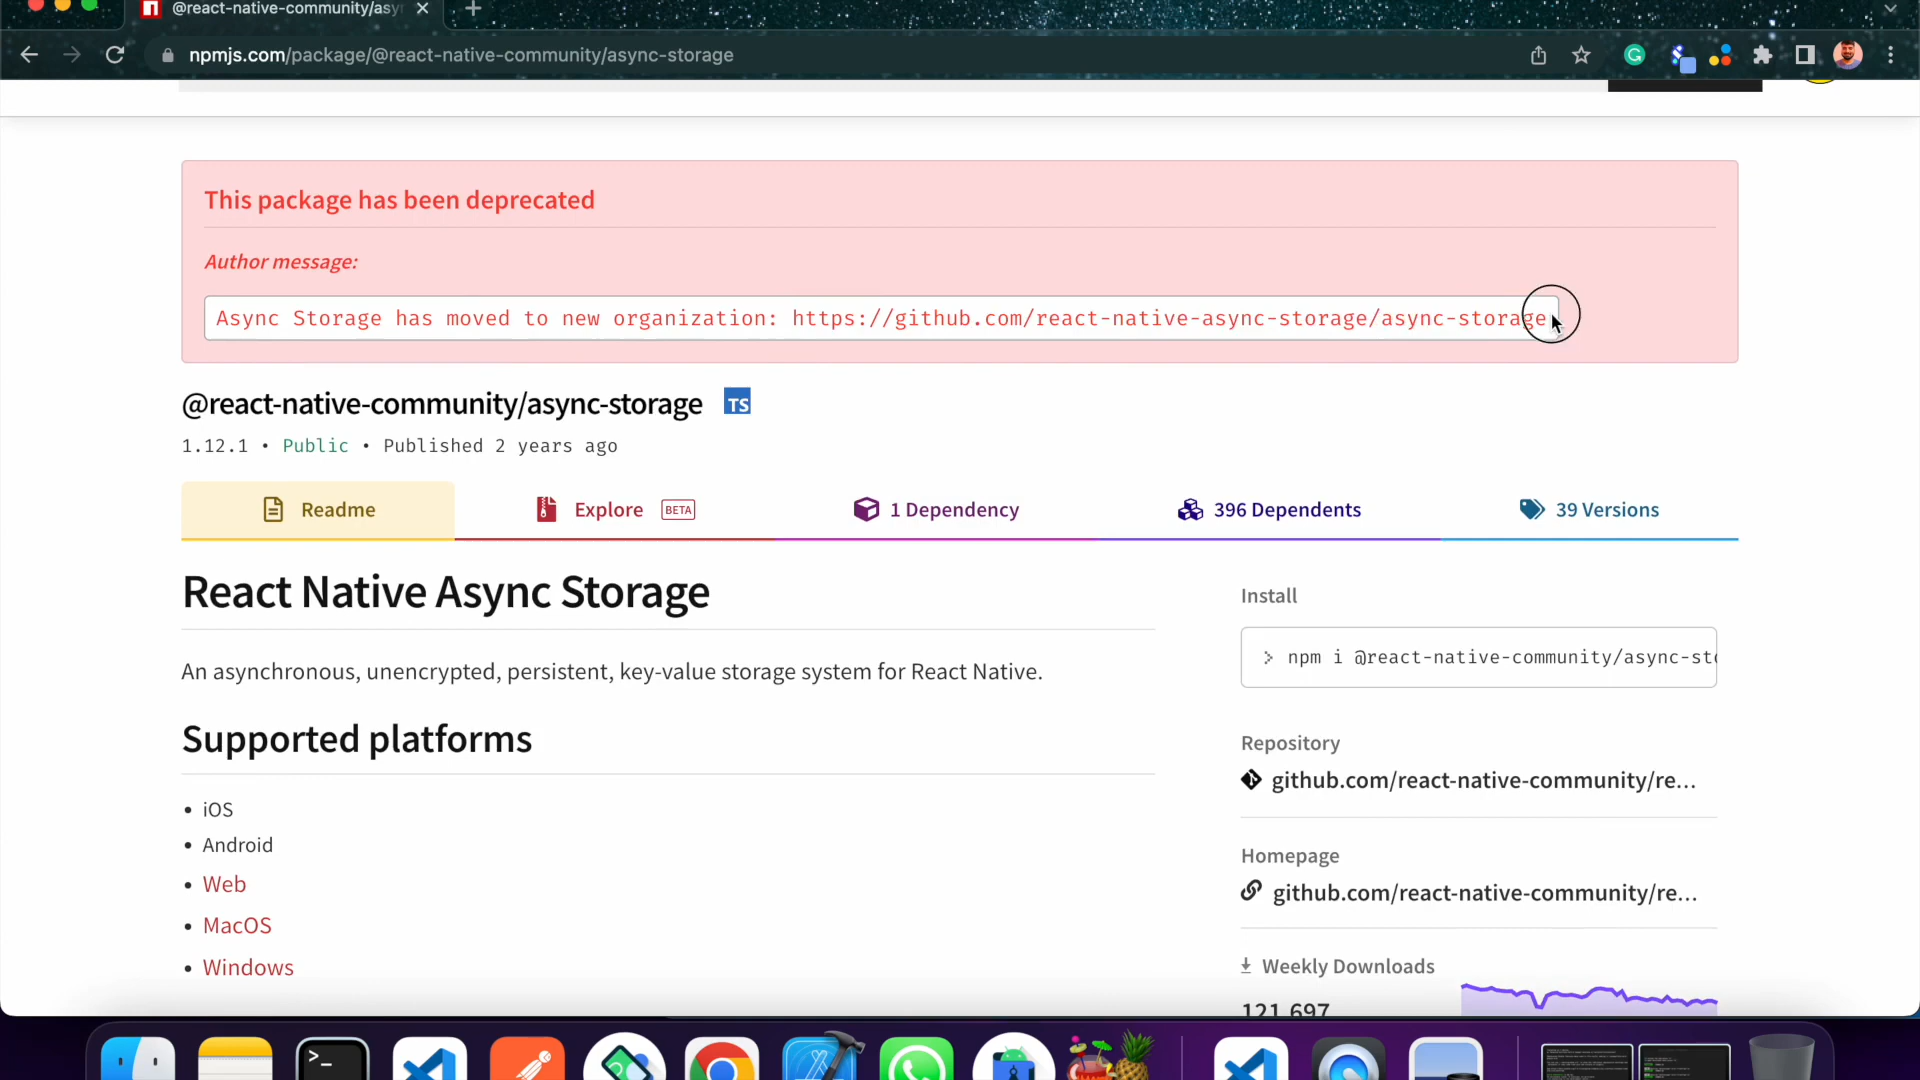 @react-native-community/asy
npmjs.com/package/@react-native-community/async-storage
This package has been deprecated
Author message:
Async Storage has moved to new organization: https://github.com/react-native-async-storage/async-storage
@react-native-community/async-storage TS
1.12.1 • Public • Published 2 years ago
Readme
Explore BETA
1 Dependency
396 Dependents
39 Versions
React Native Async Storage
An asynchronous, unencrypted, persistent, key-value storage system for React Native.
Supported platforms
• iOS
• Android
• Web
• MacOS
• Windows
Install
> npm i @react-native-community/async-sto
Repository
github.com/react-native-community/re...
Homepage
github.com/react-native-community/re...
Weekly Downloads
121,697